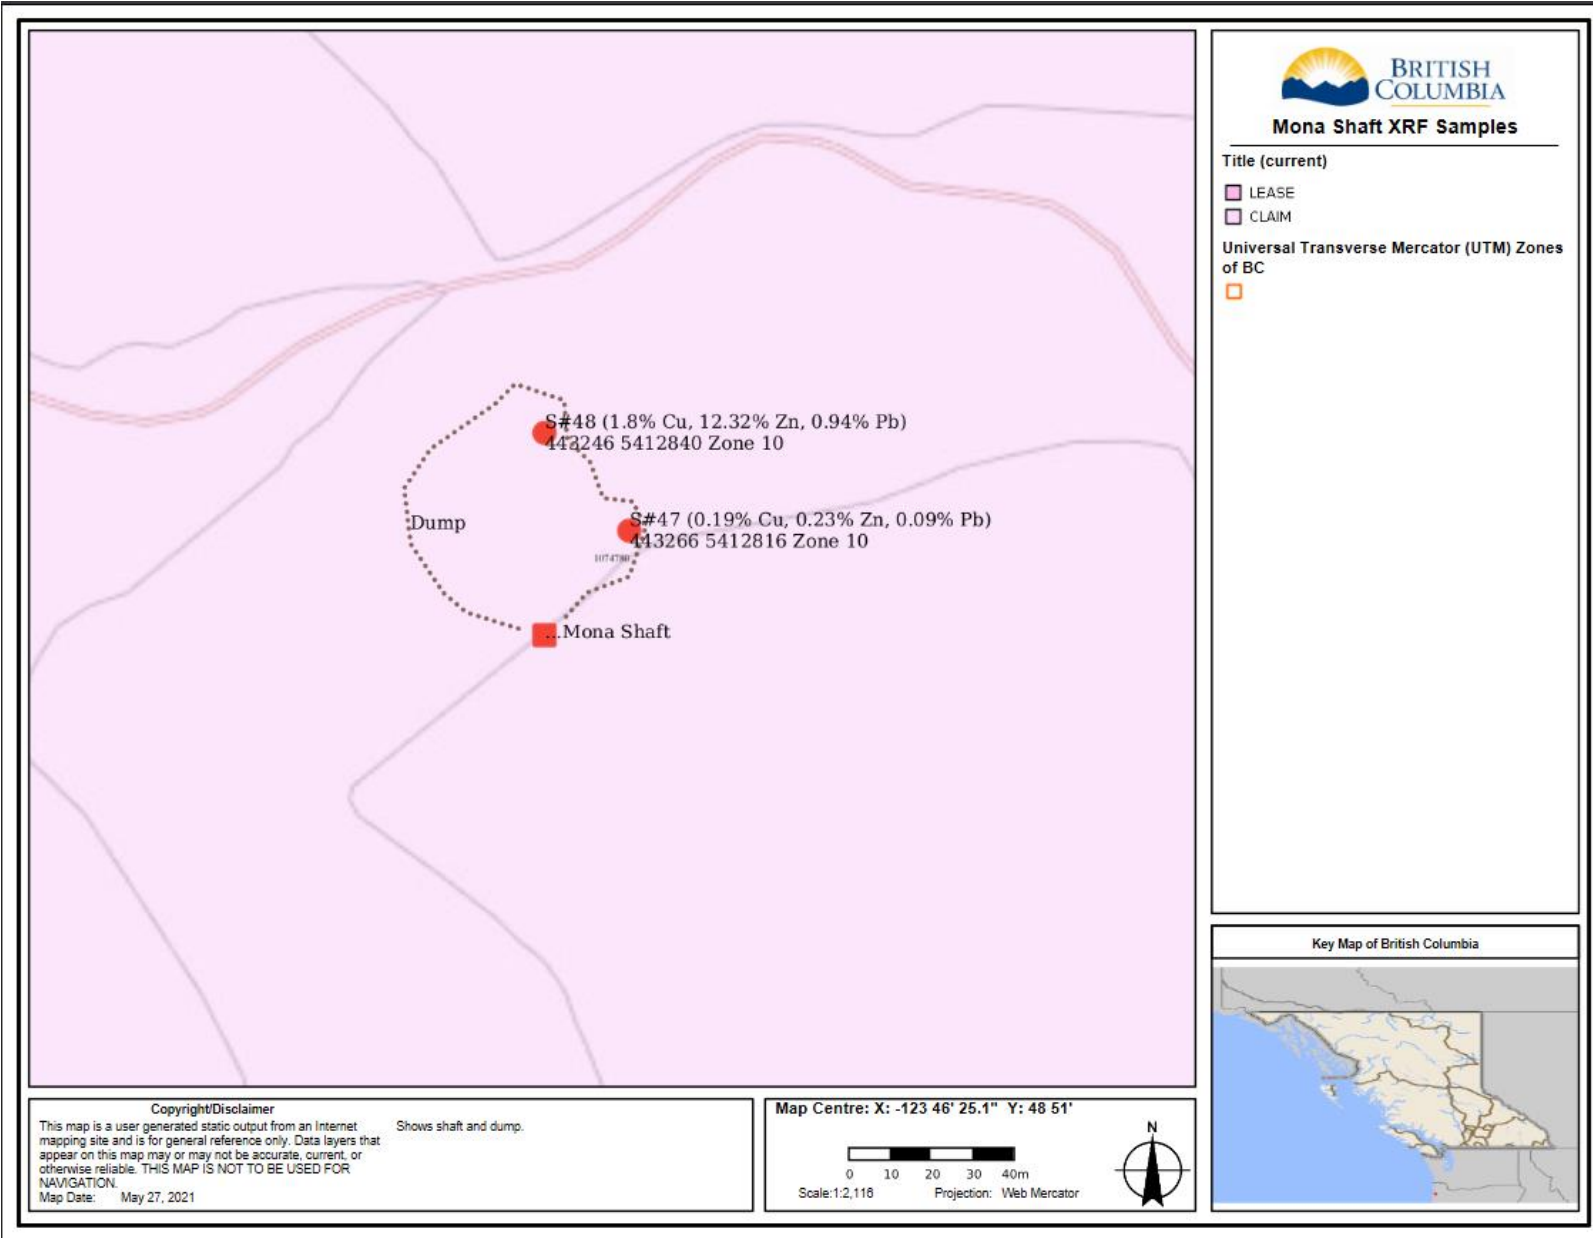 S#48 (1.8% Cu, 12.32% Zn, 0.94% Pb)
443246 5412840 Zone 10
Dump
S#47 (0.19% Cu, 0.23% Zn, 0.09% Pb)
443266 5412816 Zone 10
...Mona Shaft
BRITISH
COLUMBIA
Mona Shaft XRF Samples
Title (current)
LEASE
CLAIM
Universal Transverse Mercator (UTM) Zones
of BC
Key Map of British Columbia
Copyright/Disclaimer
This map is a user generated static output from an Internet
mapping site and is for general reference only. Data layers that
appear on this map may or may not be accurate, current, or
otherwise reliable. THIS MAP IS NOT TO BE USED FOR
NAVIGATION.
Map Date: May 27, 2021
Shows shaft and dump.
Map Centre: X: -123 46' 25.1" Y: 48 51'
N
0 10 20 30 40m
Scale:1:2,116 Projection: Web Mercator